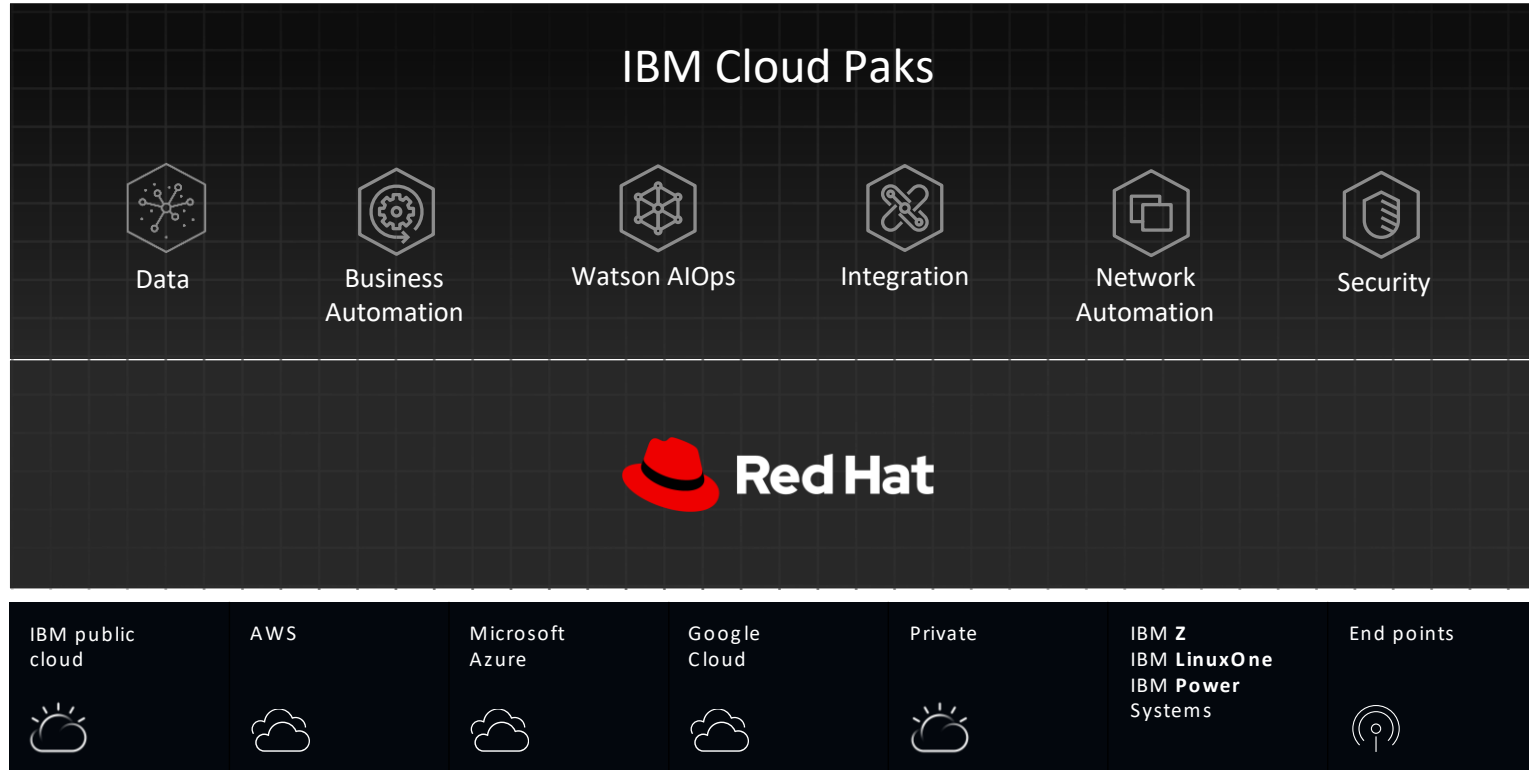 IBM Cloud Paks
Data
Business
Automation
Watson AIOps
Integration
Network
Automation
Security
Red Hat
IBM public
cloud
AWS
Microsoft
Azure
Google
Cloud
Private
IBM Z
IBM LinuxOne
IBM Power
Systems
End points